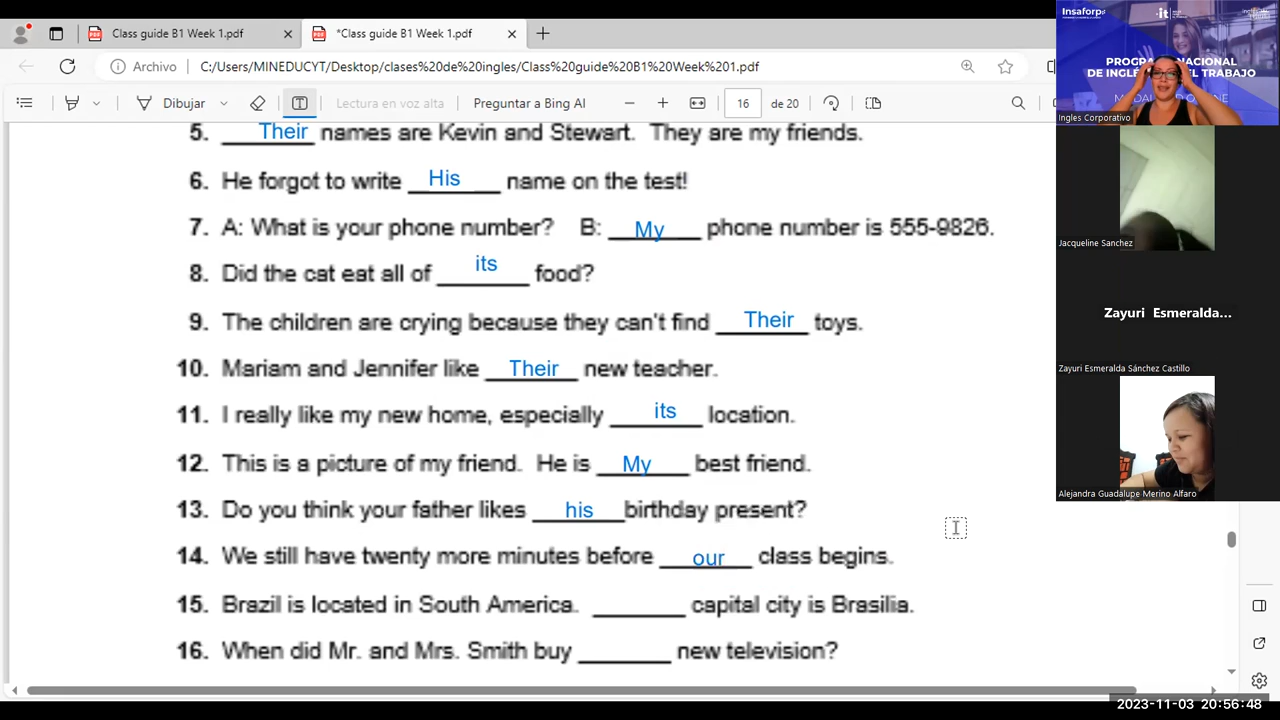 Class guide B1 Week 1.pdf
*Class guide B1 Week 1.pdf
Archivo
C:/Users/MINEDUCYT/Desktop/clases%20de%20ingles/Class%20guide%20B1%20Week%201.pdf
Dibujar
Lectura en voz alta
Preguntar a Bing AI
16
de 20
5. Their names are Kevin and Stewart. They are my friends.
6. He forgot to write His name on the test!
7. A: What is your phone number? B: My phone number is 555-9826.
8. Did the cat eat all of its food?
9. The children are crying because they can't find Their toys.
10. Mariam and Jennifer like Their new teacher.
11. I really like my new home, especially its location.
12. This is a picture of my friend. He is My best friend.
13. Do you think your father likes his birthday present?
14. We still have twenty more minutes before our class begins.
15. Brazil is located in South America. ______ capital city is Brasilia.
16. When did Mr. and Mrs. Smith buy ______ new television?
Insaforp
Ingles Corporativo
Jacqueline Sanchez
Zayuri Esmeralda...
Zayuri Esmeralda Sánchez Castillo
Alejandra Guadalupe Merino Alfaro
2023-11-03 20:56:48